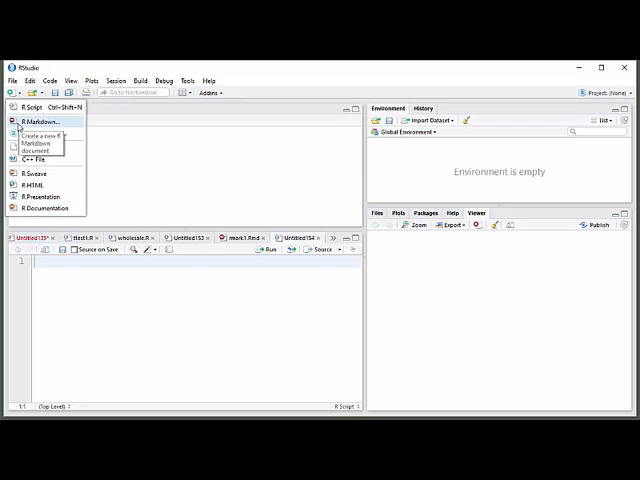 RStudio
File Edit Code View Plots Session Build Debug Tools Help
Go to file/function
Addins
Project: (None)
R Script Ctrl+Shift+N
R Markdown...
Create a new R
Markdown
document
C++ File
R Sweave
R HTML
R Presentation
R Documentation
Environment History
Import Dataset
List
Global Environment
Environment is empty
Files Plots Packages Help Viewer
Zoom Export Publish
Untitled139* ttest1.R wholesale.R Untitled153 mark1.Rmd Untitled154
Source on Save Run Source
1
1:1 (Top Level) R Script